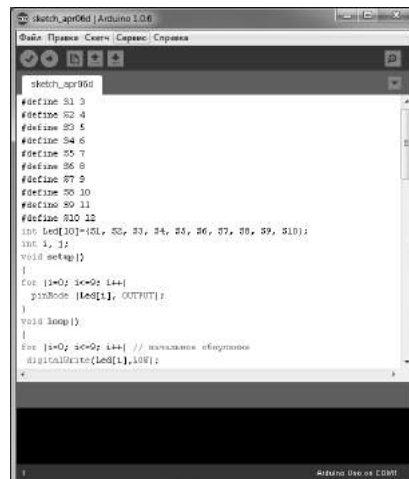 sketch_apr06d | Arduino 1.0.6
Файл Правка Скетч Сервис Справка
sketch_apr06d
#define S1 3
#define S2 4
#define S3 5
#define S4 6
#define S5 7
#define S6 8
#define S7 9
#define S8 10
#define S9 11
#define S10 12
int Led[10]={S1, S2, S3, S4, S5, S6, S7, S8, S9, S10};
int i, j;
void setup()
{
for (i=0; i<=9; i++)
pinMode (Led[i], OUTPUT);
}
void loop()
{
for (i=0; i<=9; i++) // начальное обнуление
digitalWrite(Led[i],LOW);
1
Arduino Uno on COM1